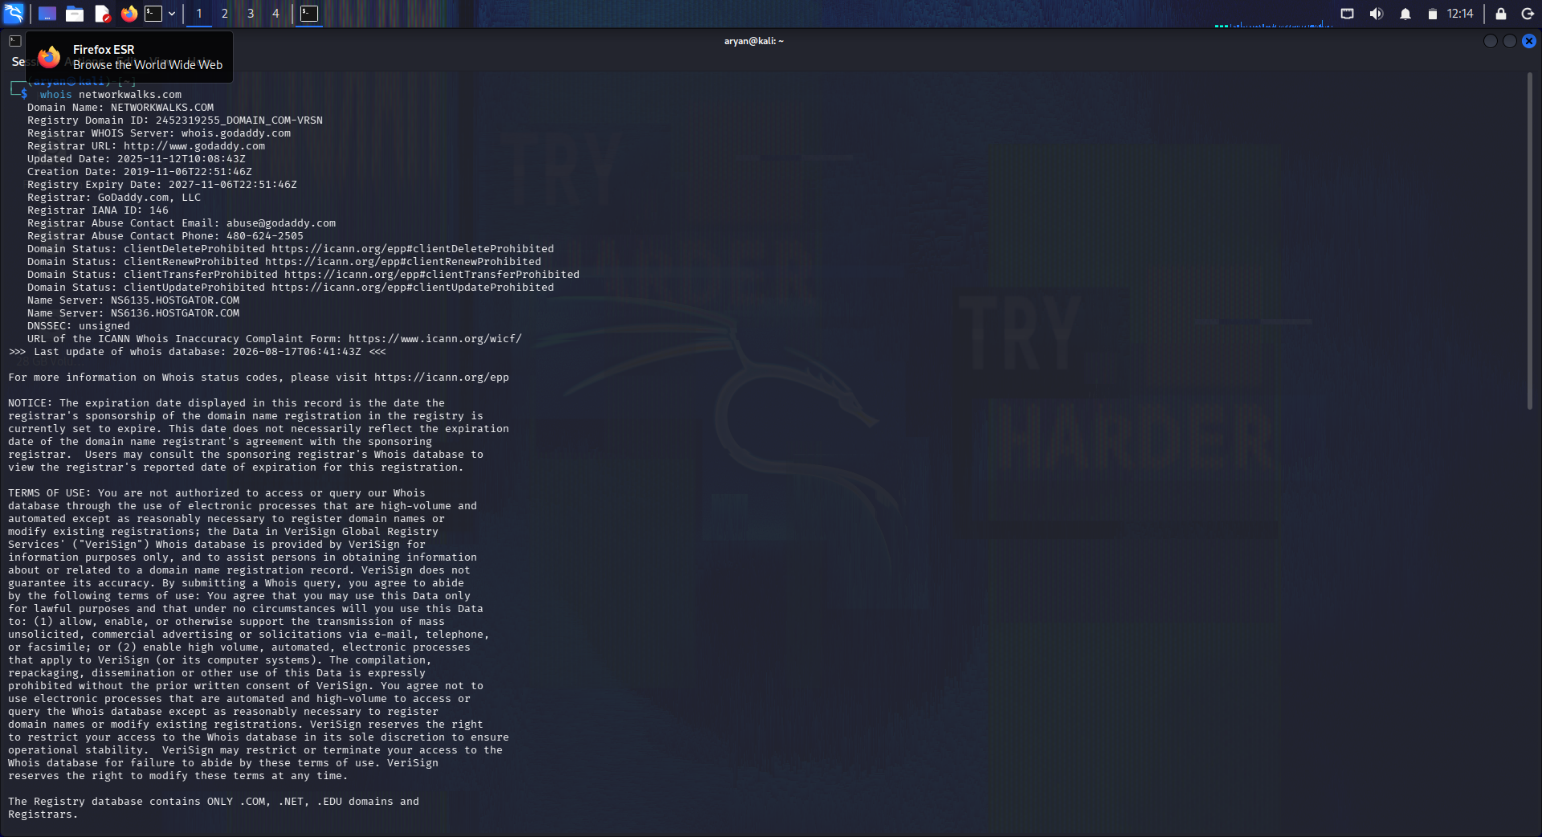 1 2 3 4
12:14
aryan@kali: ~
Firefox ESR
Browse the World Wide Web
(aryan㉿kali)-[~]
$ whois networkwalks.com
Domain Name: NETWORKWALKS.COM
Registry Domain ID: 2452319255_DOMAIN_COM-VRSN
Registrar WHOIS Server: whois.godaddy.com
Registrar URL: http://www.godaddy.com
Updated Date: 2025-11-12T10:08:43Z
Creation Date: 2019-11-06T22:51:46Z
Registry Expiry Date: 2027-11-06T22:51:46Z
Registrar: GoDaddy.com, LLC
Registrar IANA ID: 146
Registrar Abuse Contact Email: abuse@godaddy.com
Registrar Abuse Contact Phone: 480-624-2505
Domain Status: clientDeleteProhibited https://icann.org/epp#clientDeleteProhibited
Domain Status: clientRenewProhibited https://icann.org/epp#clientRenewProhibited
Domain Status: clientTransferProhibited https://icann.org/epp#clientTransferProhibited
Domain Status: clientUpdateProhibited https://icann.org/epp#clientUpdateProhibited
Name Server: NS6135.HOSTGATOR.COM
Name Server: NS6136.HOSTGATOR.COM
DNSSEC: unsigned
URL of the ICANN Whois Inaccuracy Complaint Form: https://www.icann.org/wicf/
>>> Last update of whois database: 2026-08-17T06:41:43Z <<<
For more information on Whois status codes, please visit https://icann.org/epp
NOTICE: The expiration date displayed in this record is the date the
registrar's sponsorship of the domain name registration in the registry is
currently set to expire. This date does not necessarily reflect the expiration
date of the domain name registrant's agreement with the sponsoring
registrar.  Users may consult the sponsoring registrar's Whois database to
view the registrar's reported date of expiration for this registration.
TERMS OF USE: You are not authorized to access or query our Whois
database through the use of electronic processes that are high-volume and
automated except as reasonably necessary to register domain names or
modify existing registrations; the Data in VeriSign Global Registry
Services' ("VeriSign") Whois database is provided by VeriSign for
information purposes only, and to assist persons in obtaining information
about or related to a domain name registration record. VeriSign does not
guarantee its accuracy. By submitting a Whois query, you agree to abide
by the following terms of use: You agree that you may use this Data only
for lawful purposes and that under no circumstances will you use this Data
to: (1) allow, enable, or otherwise support the transmission of mass
unsolicited, commercial advertising or solicitations via e-mail, telephone,
or facsimile; or (2) enable high volume, automated, electronic processes
that apply to VeriSign (or its computer systems). The compilation,
repackaging, dissemination or other use of this Data is expressly
prohibited without the prior written consent of VeriSign. You agree not to
use electronic processes that are automated and high-volume to access or
query the Whois database except as reasonably necessary to register
domain names or modify existing registrations. VeriSign reserves the right
to restrict your access to the Whois database in its sole discretion to ensure
operational stability.  VeriSign may restrict or terminate your access to the
Whois database for failure to abide by these terms of use. VeriSign
reserves the right to modify these terms at any time.
The Registry database contains ONLY .COM, .NET, .EDU domains and
Registrars.
TRY
HARDER
TRY
HARDER